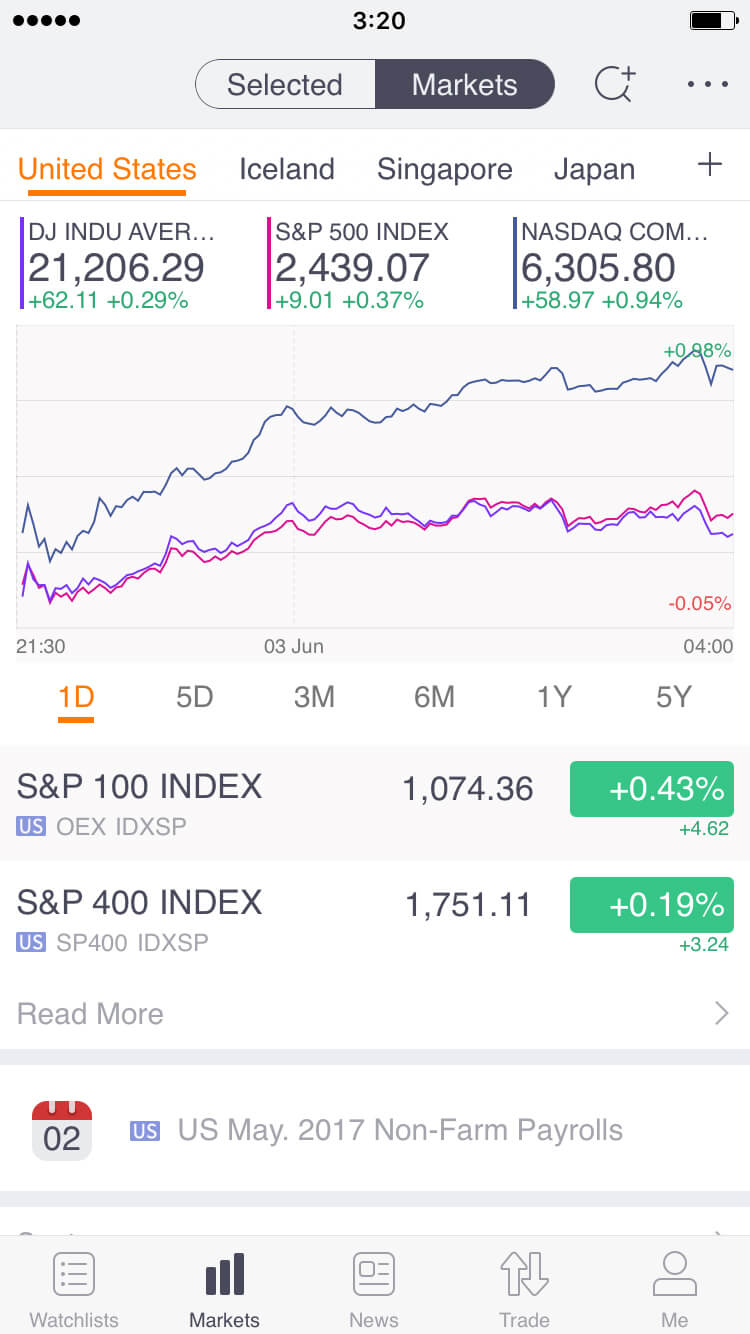 3:20
Selected Markets
United States Iceland Singapore Japan +
DJ INDU AVER... S&P 500 INDEX NASDAQ COM...
21,206.29 2,439.07 6,305.80
+62.11 +0.29% +9.01 +0.37% +58.97 +0.94%
+0.98%
-0.05%
21:30 03 Jun 04:00
1D 5D 3M 6M 1Y 5Y
S&P 100 INDEX 1,074.36 +0.43%
US OEX IDXSP +4.62
S&P 400 INDEX 1,751.11 +0.19%
US SP400 IDXSP +3.24
Read More
02 US US May. 2017 Non-Farm Payrolls
Watchlists Markets News Trade Me